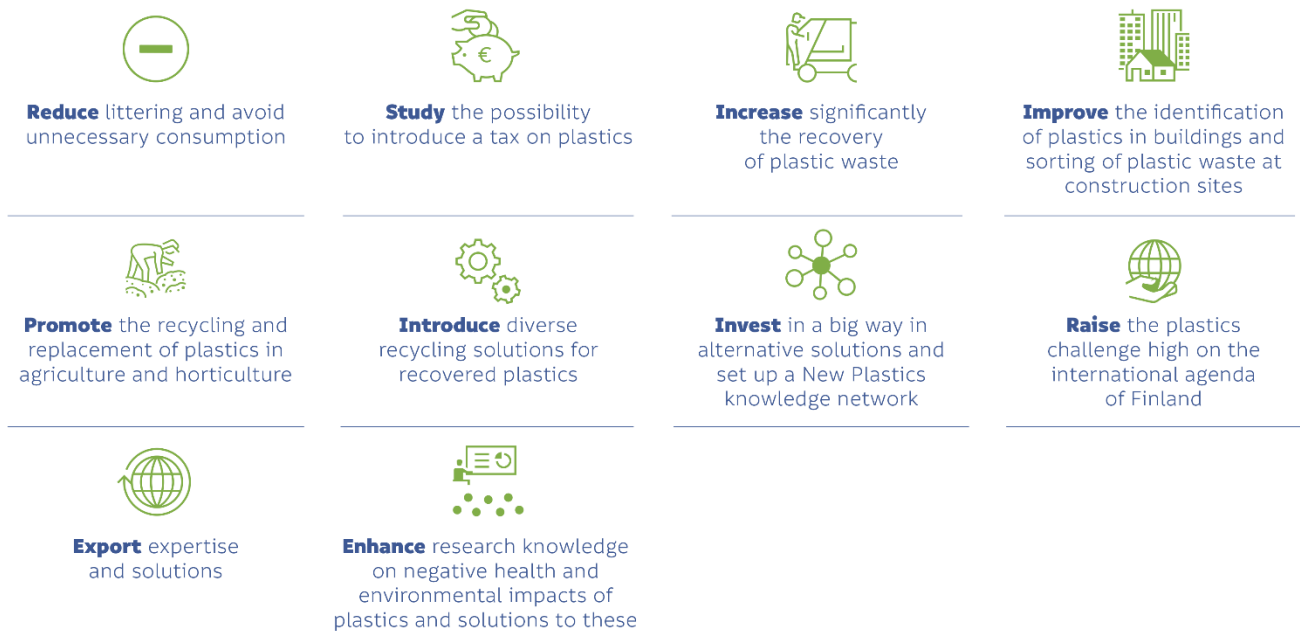 Reduce littering and avoid
unnecessary consumption
€
Study the possibility
to introduce a tax on plastics
Increase significantly
the recovery
of plastic waste
Improve the identification
of plastics in buildings and
sorting of plastic waste at
construction sites
Promote the recycling and
replacement of plastics in
agriculture and horticulture
Introduce diverse
recycling solutions for
recovered plastics
Invest in a big way in
alternative solutions and
set up a New Plastics
knowledge network
Raise the plastics
challenge high on the
international agenda
of Finland
Export expertise
and solutions
Enhance research knowledge
on negative health and
environmental impacts of
plastics and solutions to these